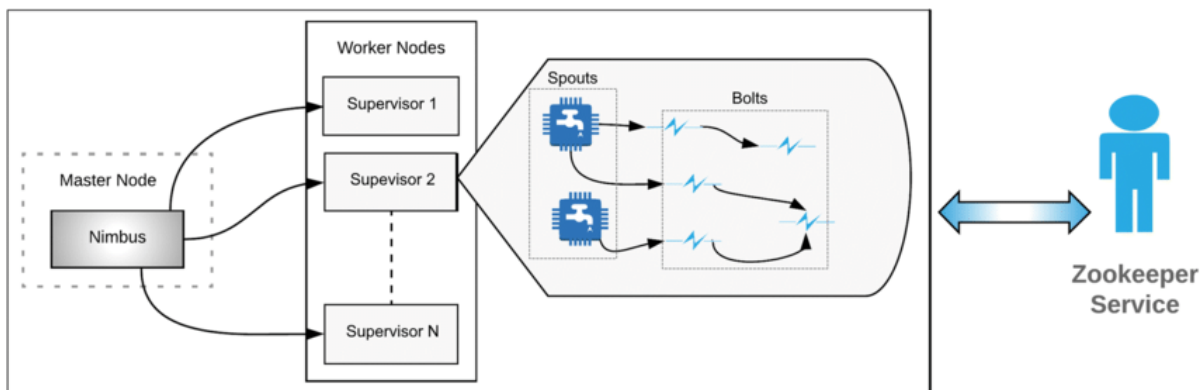 Worker Nodes
Spouts
Supervisor 1
Bolts
Master Node
Supevisor 2
Nimbus
Supervisor N
Zookeeper
Service